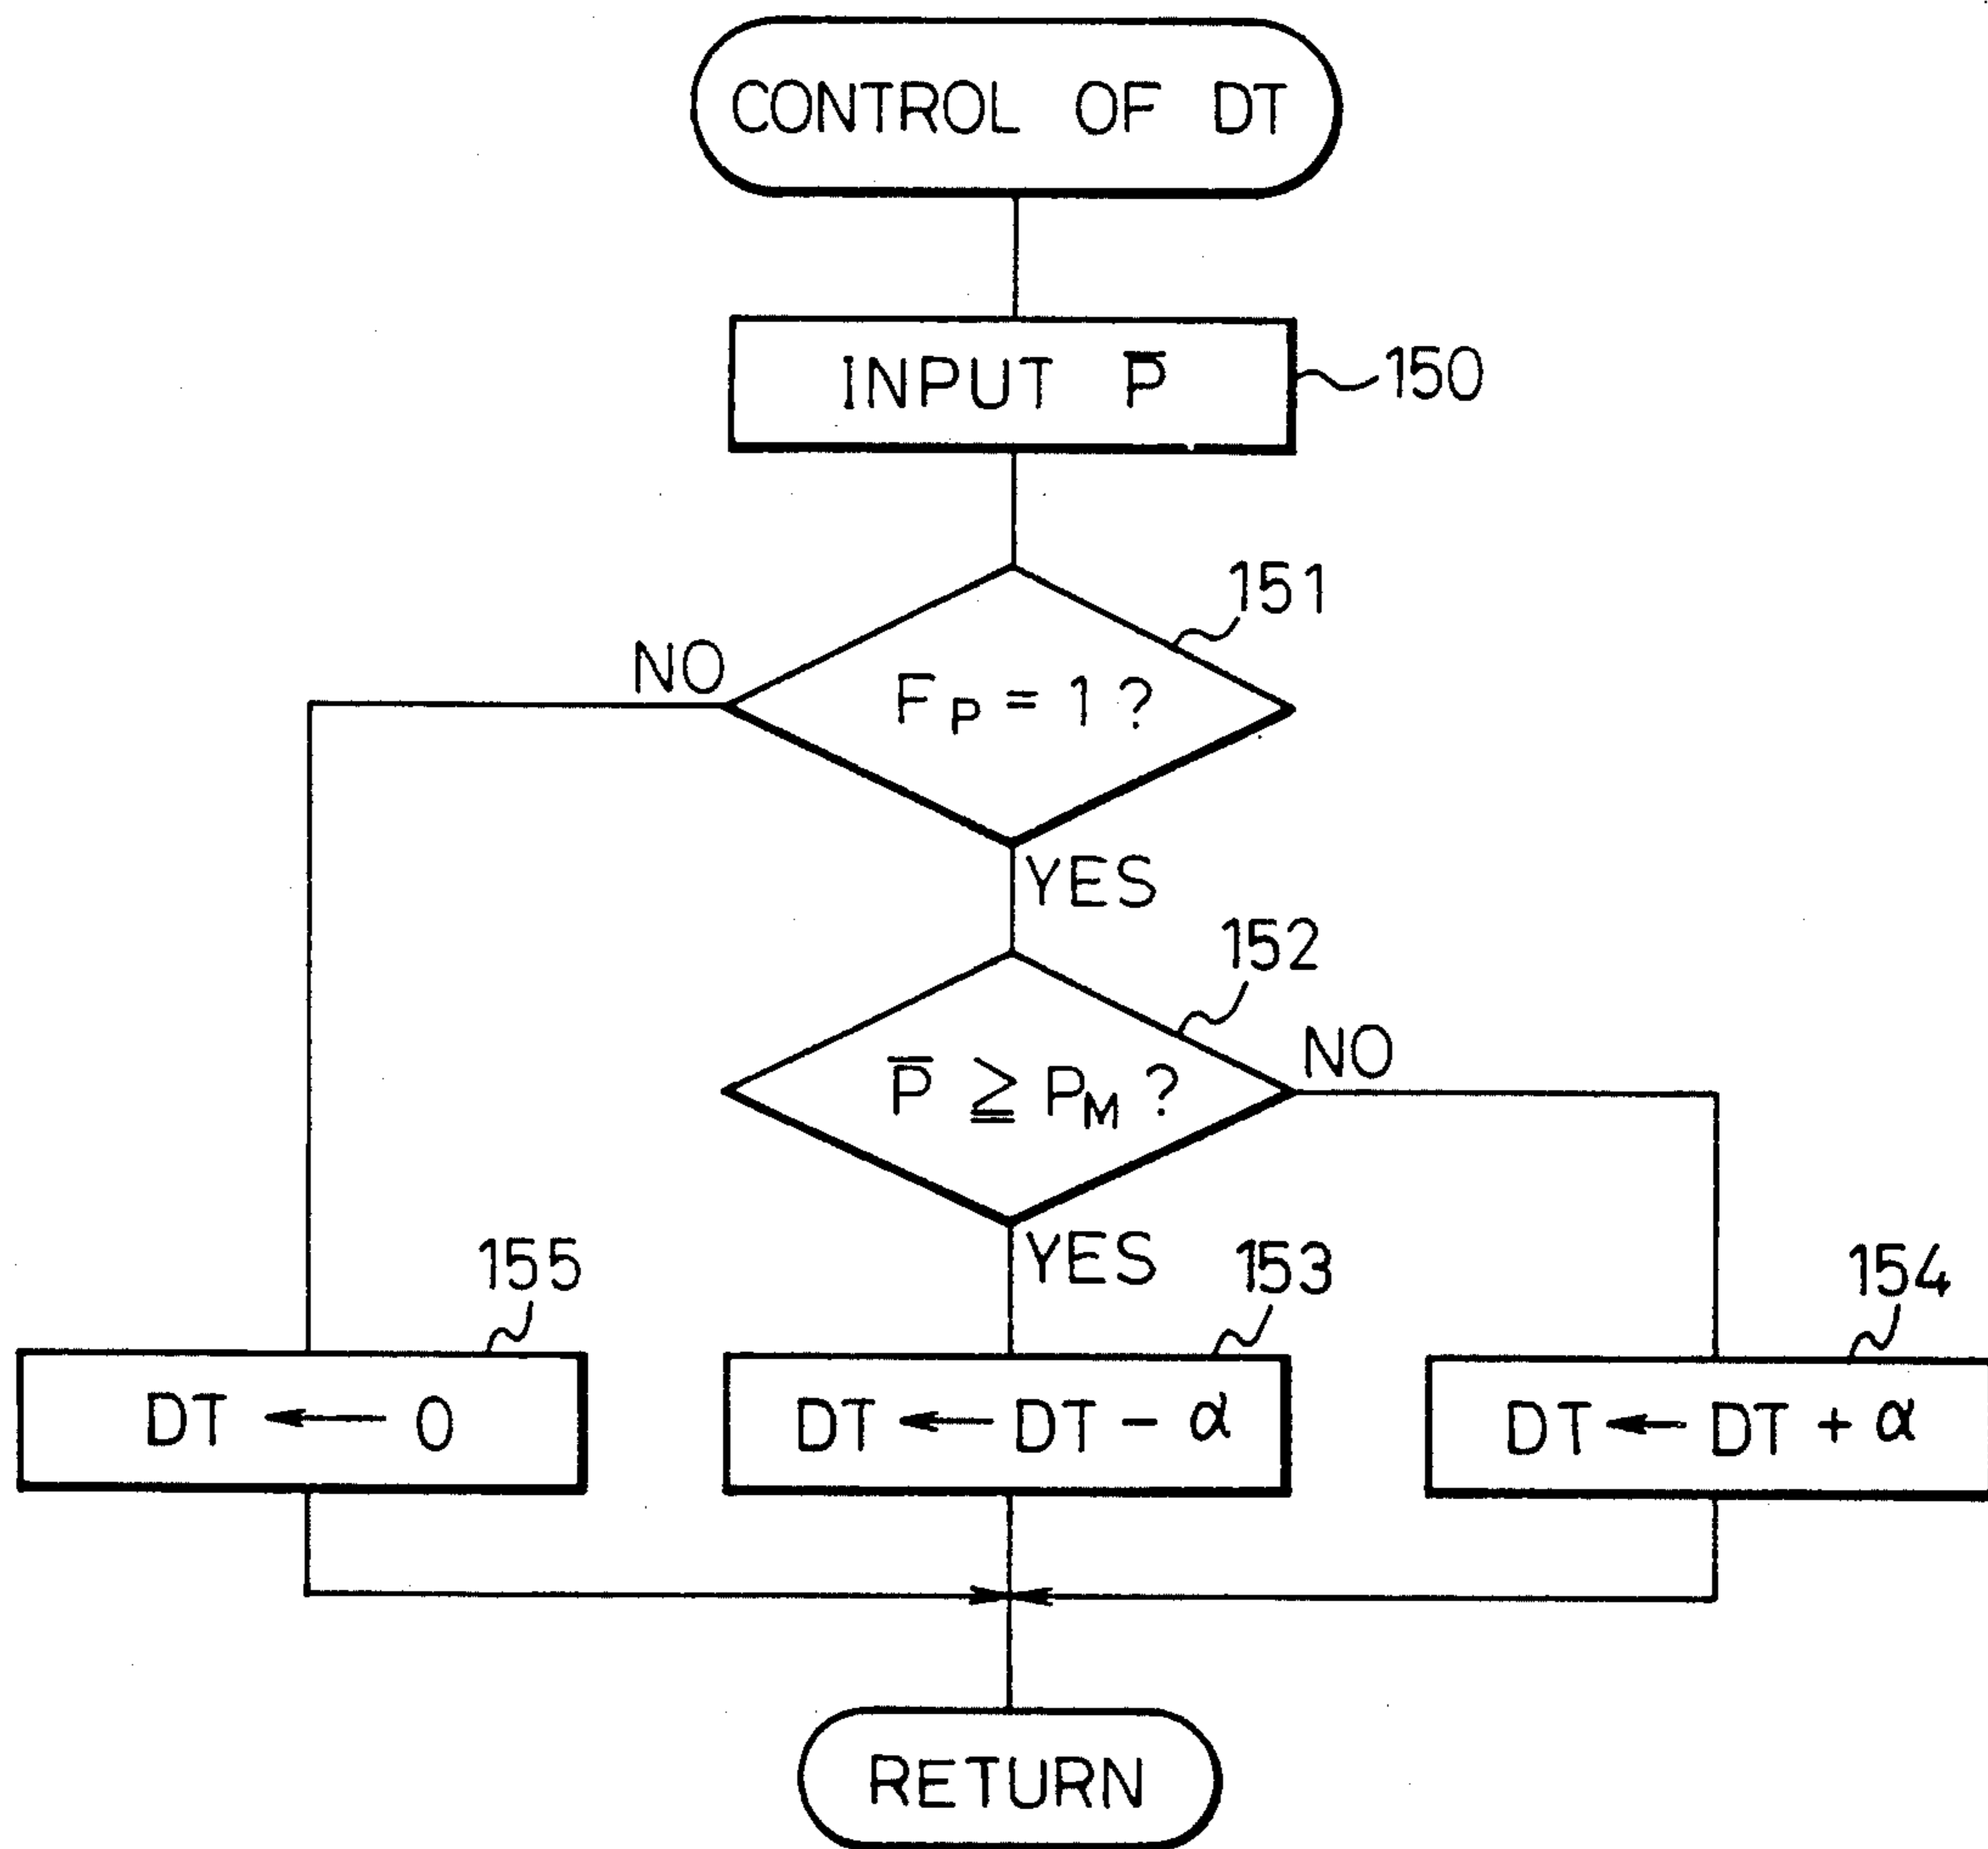 CONTROL OF DT
INPUT P̅
150
151
NO
F_P = 1 ?
YES
152
NO
P̅ ≧ P_M ?
YES
155
153
154
DT ← 0
DT ← DT − α
DT ← DT + α
RETURN